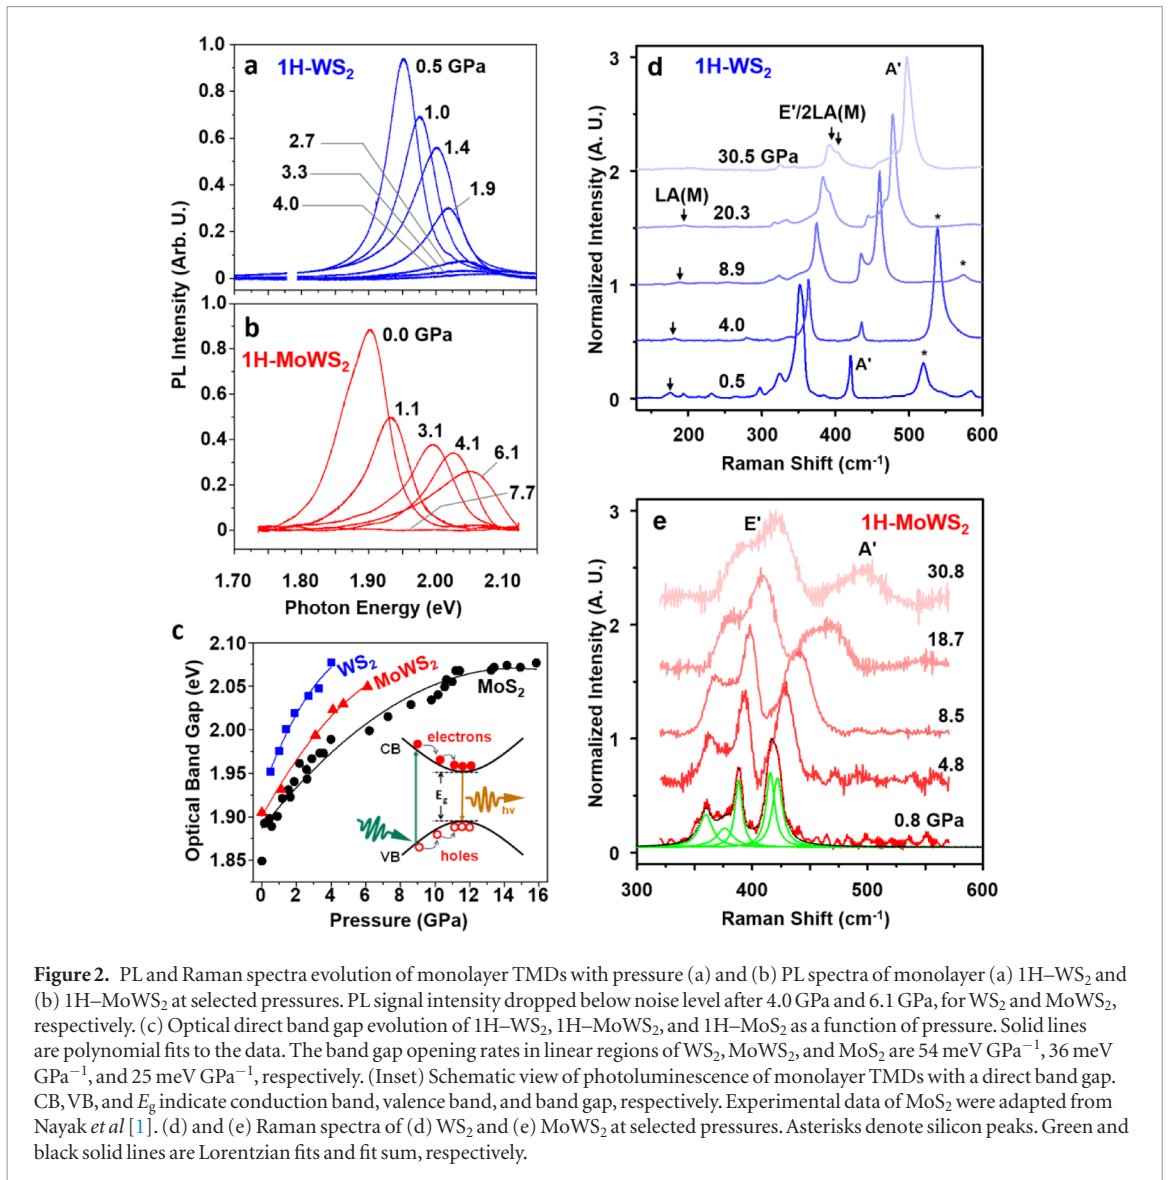 a
1H-WS₂
PL Intensity (Arb. U.)
1.0
0.8
0.6
0.4
0.2
0
0.5 GPa
1.0
1.4
1.9
2.7
3.3
4.0
b
1H-MoWS₂
1.0
0.8
0.6
0.4
0.2
0
0.0 GPa
1.1
3.1
4.1
6.1
7.7
1.70 1.80 1.90 2.00 2.10
Photon Energy (eV)
c
Optical Band Gap (eV)
2.10
2.05
2.00
1.95
1.90
1.85
WS₂
MoWS₂
MoS₂
CB
electrons
E_g
hν
VB
holes
0 2 4 6 8 10 12 14 16
Pressure (GPa)
d
1H-WS₂
Normalized Intensity (A. U.)
3
2
1
0
A'
E'/2LA(M)
30.5 GPa
LA(M)
20.3
*
8.9
*
4.0
A'
*
0.5
200 300 400 500 600
Raman Shift (cm⁻¹)
e
1H-MoWS₂
Normalized Intensity (A. U.)
3
2
1
0
E'
A'
30.8
18.7
8.5
4.8
0.8 GPa
300 400 500 600
Raman Shift (cm⁻¹)
Figure 2. PL and Raman spectra evolution of monolayer TMDs with pressure (a) and (b) PL spectra of monolayer (a) 1H–WS₂ and
(b) 1H–MoWS₂ at selected pressures. PL signal intensity dropped below noise level after 4.0 GPa and 6.1 GPa, for WS₂ and MoWS₂,
respectively. (c) Optical direct band gap evolution of 1H–WS₂, 1H–MoWS₂, and 1H–MoS₂ as a function of pressure. Solid lines
are polynomial fits to the data. The band gap opening rates in linear regions of WS₂, MoWS₂, and MoS₂ are 54 meV GPa⁻¹, 36 meV
GPa⁻¹, and 25 meV GPa⁻¹, respectively. (Inset) Schematic view of photoluminescence of monolayer TMDs with a direct band gap.
CB, VB, and E_g indicate conduction band, valence band, and band gap, respectively. Experimental data of MoS₂ were adapted from
Nayak et al [1]. (d) and (e) Raman spectra of (d) WS₂ and (e) MoWS₂ at selected pressures. Asterisks denote silicon peaks. Green and
black solid lines are Lorentzian fits and fit sum, respectively.